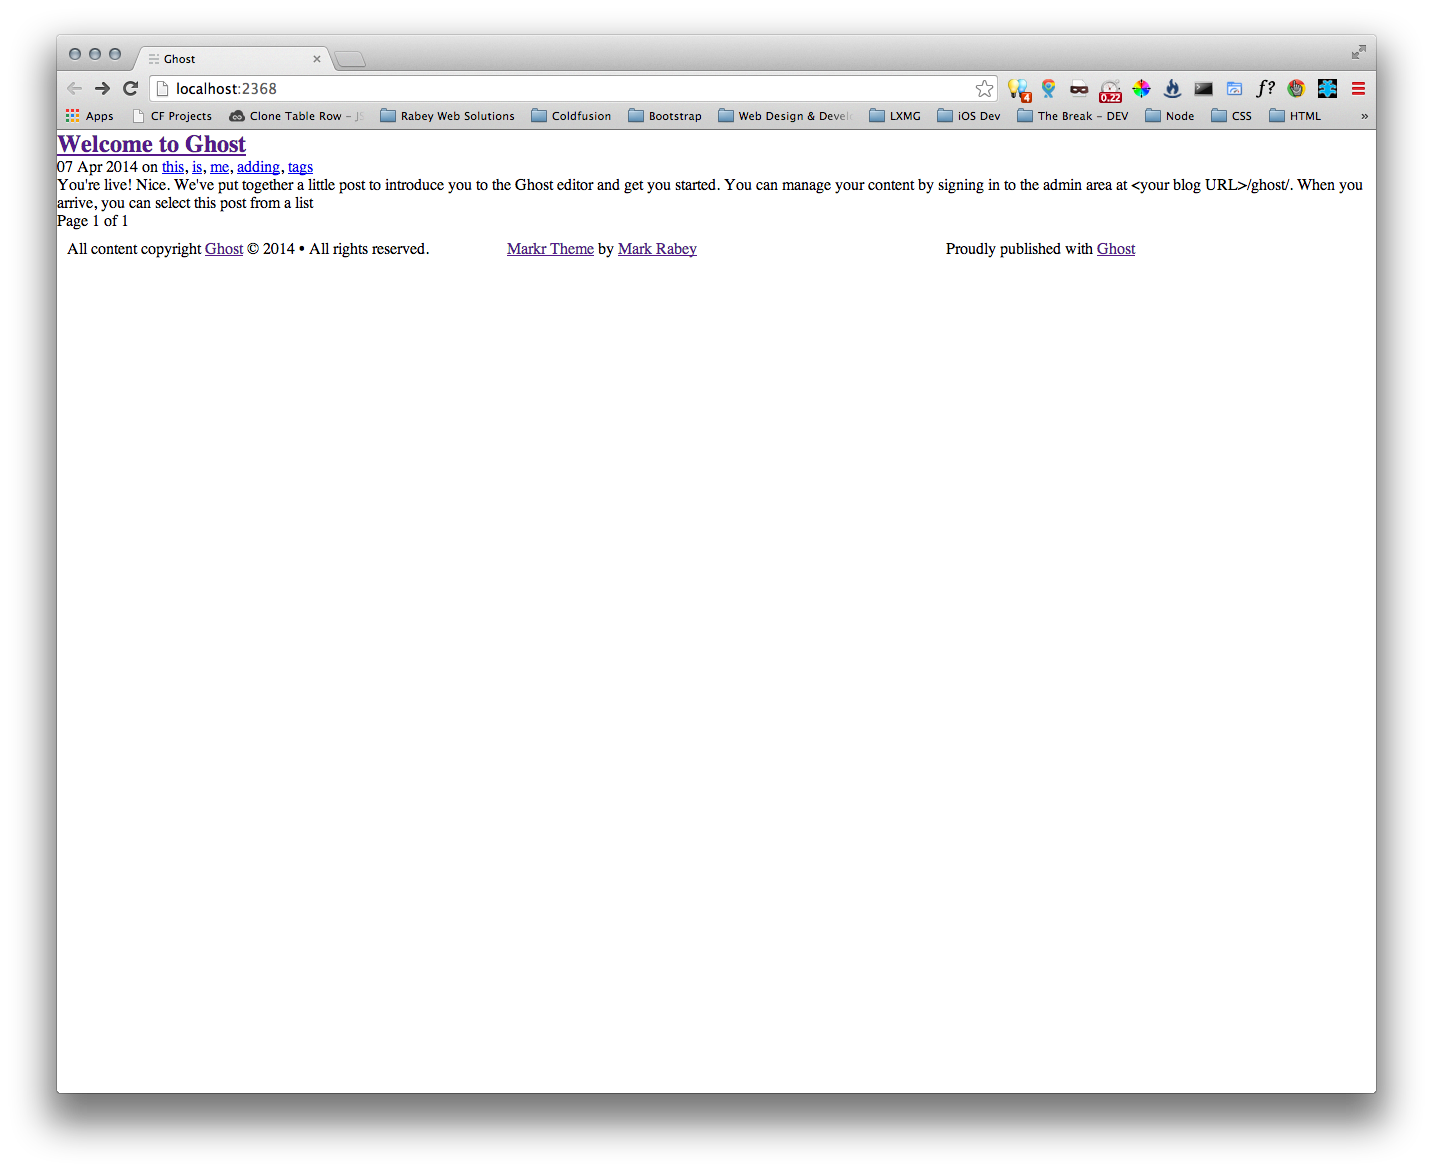 Ghost
localhost:2368
4
0.22
f?
Apps
CF Projects
Clone Table Row – JS
Rabey Web Solutions
Coldfusion
Bootstrap
Web Design & Devel
LXMG
iOS Dev
The Break – DEV
Node
CSS
HTML
»
Welcome to Ghost
07 Apr 2014 on this, is, me, adding, tags
You're live! Nice. We've put together a little post to introduce you to the Ghost editor and get you started. You can manage your content by signing in to the admin area at <your blog URL>/ghost/. When you
arrive, you can select this post from a list
Page 1 of 1
All content copyright Ghost © 2014 • All rights reserved.
Markr Theme by Mark Rabey
Proudly published with Ghost